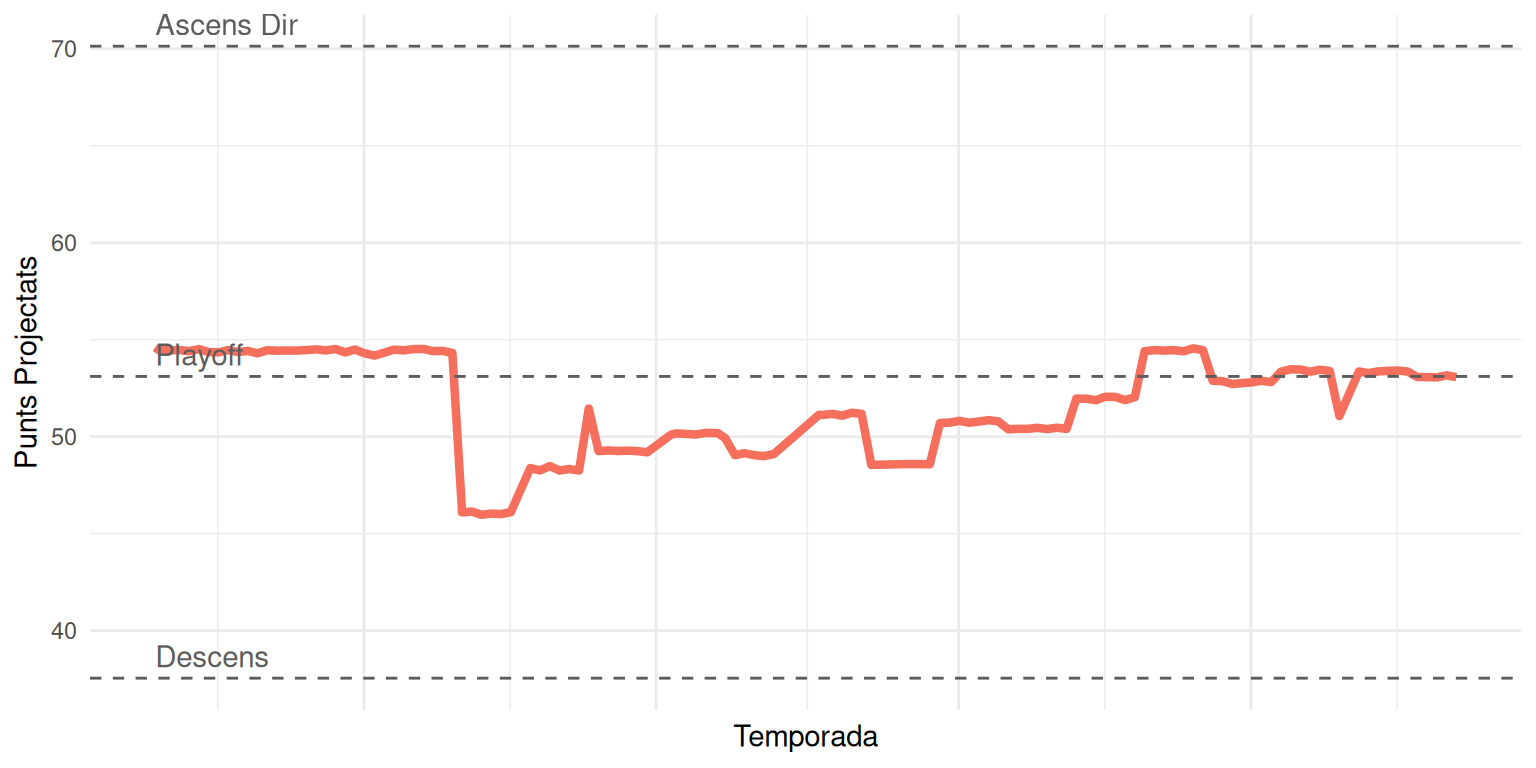 Ascens Dir
70
60
Playoff
50
40
Descens
Punts Projectats
Temporada